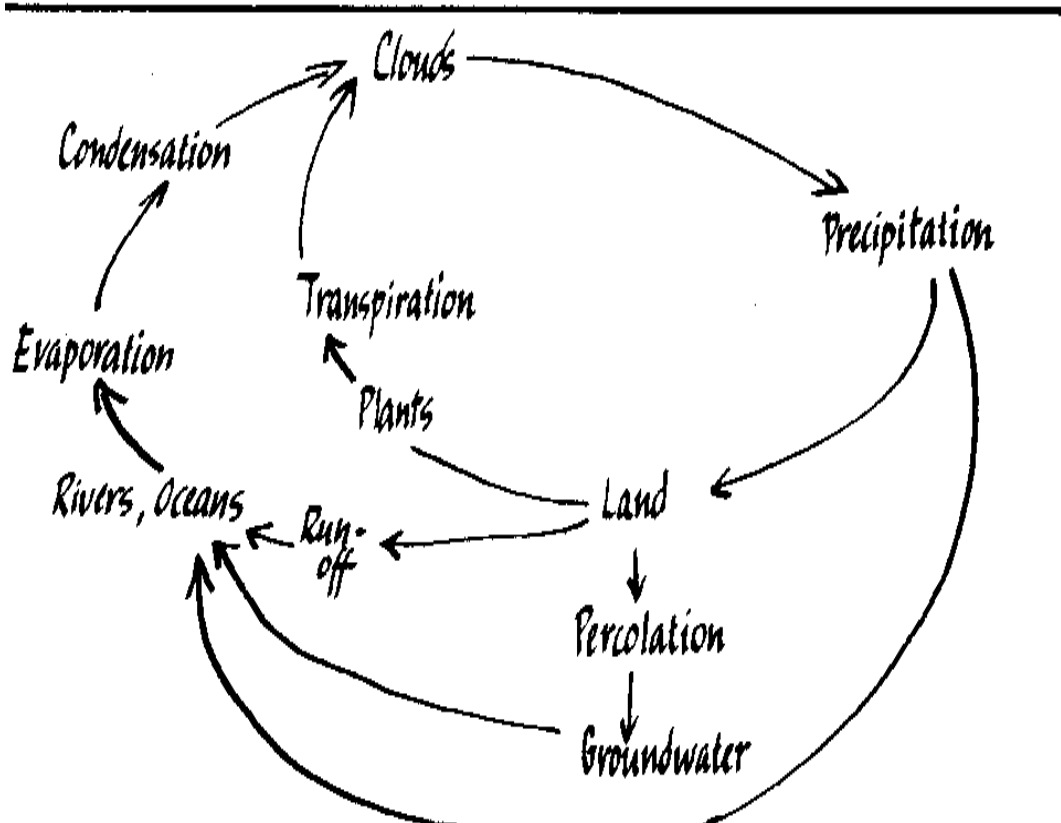 Clouds
Condensation
Precipitation
Transpiration
Evaporation
Plants
Rivers, Oceans
Land
Run-
off
Percolation
Groundwater